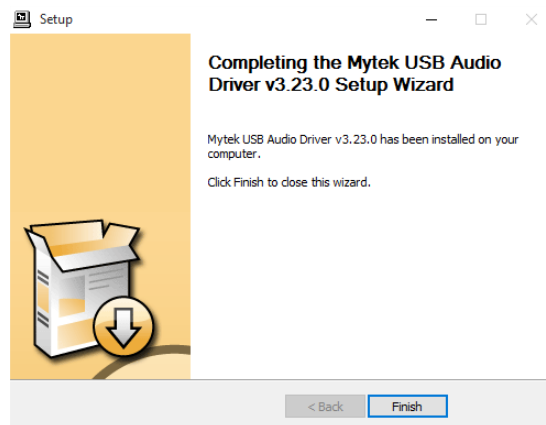 Setup
Completing the Mytek USB Audio
Driver v3.23.0 Setup Wizard
Mytek USB Audio Driver v3.23.0 has been installed on your
computer.
Click Finish to close this wizard.
< Back
Finish